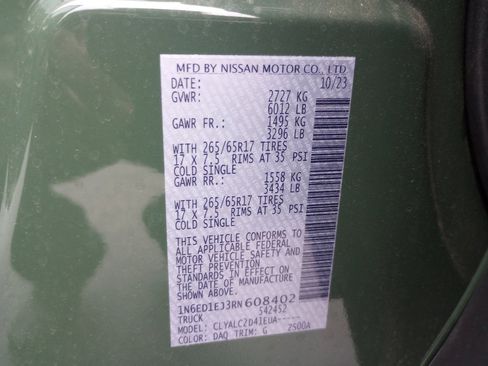 MFD BY NISSAN MOTOR CO., LTD.
DATE: 10/23
GVWR: 2727 KG
6012 LB
GAWR FR.: 1495 KG
3296 LB
WITH 265/65R17 TIRES
17 X 7.5 RIMS AT 35 PSI
COLD SINGLE
GAWR RR.: 1558 KG
3434 LB
WITH 265/65R17 TIRES
17 X 7.5 RIMS AT 35 PSI
COLD SINGLE
THIS VEHICLE CONFORMS TO
ALL APPLICABLE FEDERAL
MOTOR VEHICLE SAFETY AND
THEFT PREVENTION
STANDARDS IN EFFECT ON
THE DATE OF MANUFACTURE
SHOWN ABOVE.
1N6ED1EJ3RN608402
TRUCK 542452
MODEL: CLYALC2D41EUA-----
COLOR: DAQ TRIM: G 2500A